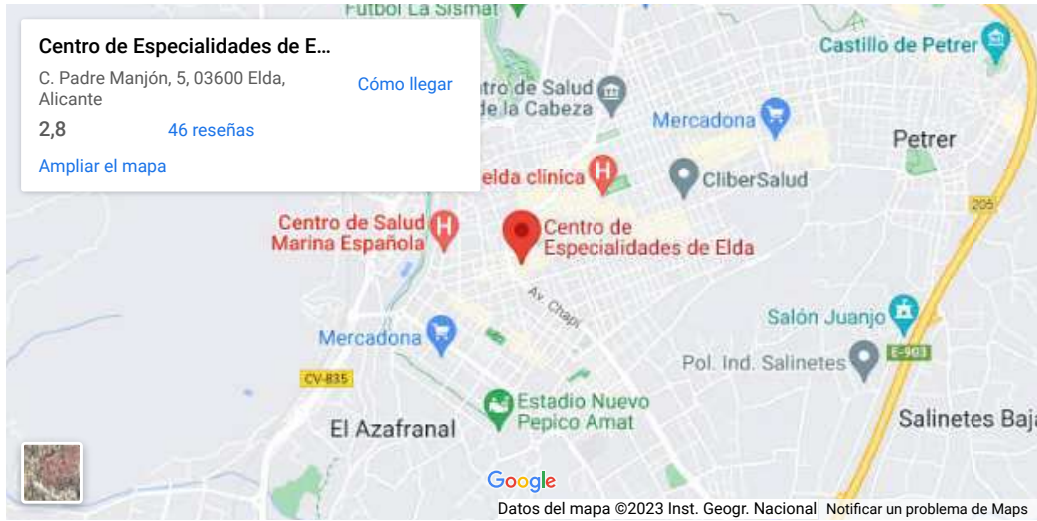 Futbol La Sismat
Centro de Especialidades de E...
C. Padre Manjón, 5, 03600 Elda,
Alicante
Cómo llegar
2,8
46 reseñas
Ampliar el mapa
Castillo de Petrer
tro de Salud
de la Cabeza
Mercadona
Petrer
elda clínica
CliberSalud
205
Centro de Salud
Marina Española
Centro de
Especialidades de Elda
Av. Chapi
Salón Juanjo
Mercadona
E-903
Pol. Ind. Salinetes
CV-835
Estadio Nuevo
Pepico Amat
El Azafranal
Salinetes Baja
Google
Datos del mapa ©2023 Inst. Geogr. Nacional
Notificar un problema de Maps